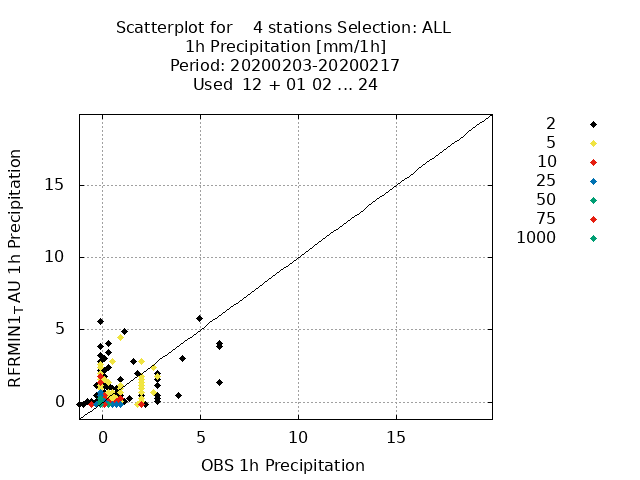 Scatterplot for    4 stations Selection: ALL
1h Precipitation [mm/1h]
Period: 20200203-20200217
Used  12 + 01 02 ... 24
2
5
10
25
50
75
1000
15
10
5
0
RFRMIN1TAU 1h Precipitation
0 5 10 15
OBS 1h Precipitation